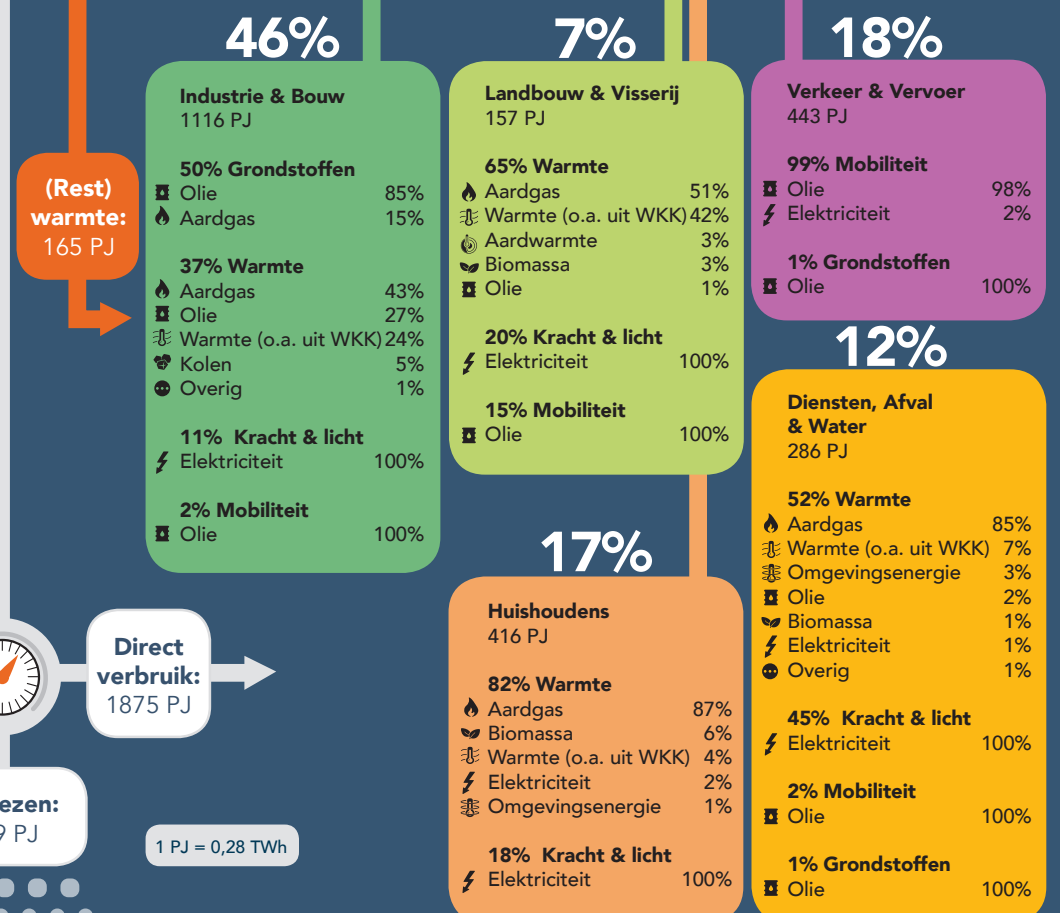 46%
Industrie & Bouw
1116 PJ
50% Grondstoffen
Olie 85%
Aardgas 15%
37% Warmte
Aardgas 43%
Olie 27%
Warmte (o.a. uit WKK) 24%
Kolen 5%
Overig 1%
11% Kracht & licht
Elektriciteit 100%
2% Mobiliteit
Olie 100%
(Rest)
warmte:
165 PJ
7%
Landbouw & Visserij
157 PJ
65% Warmte
Aardgas 51%
Warmte (o.a. uit WKK) 42%
Aardwarmte 3%
Biomassa 3%
Olie 1%
20% Kracht & licht
Elektriciteit 100%
15% Mobiliteit
Olie 100%
18%
Verkeer & Vervoer
443 PJ
99% Mobiliteit
Olie 98%
Elektriciteit 2%
1% Grondstoffen
Olie 100%
12%
Diensten, Afval
& Water
286 PJ
52% Warmte
Aardgas 85%
Warmte (o.a. uit WKK) 7%
Omgevingsenergie 3%
Olie 2%
Biomassa 1%
Elektriciteit 1%
Overig 1%
45% Kracht & licht
Elektriciteit 100%
2% Mobiliteit
Olie 100%
1% Grondstoffen
Olie 100%
17%
Huishoudens
416 PJ
82% Warmte
Aardgas 87%
Biomassa 6%
Warmte (o.a. uit WKK) 4%
Elektriciteit 2%
Omgevingsenergie 1%
18% Kracht & licht
Elektriciteit 100%
Direct
verbruik:
1875 PJ
ezen:
9 PJ
1 PJ = 0,28 TWh